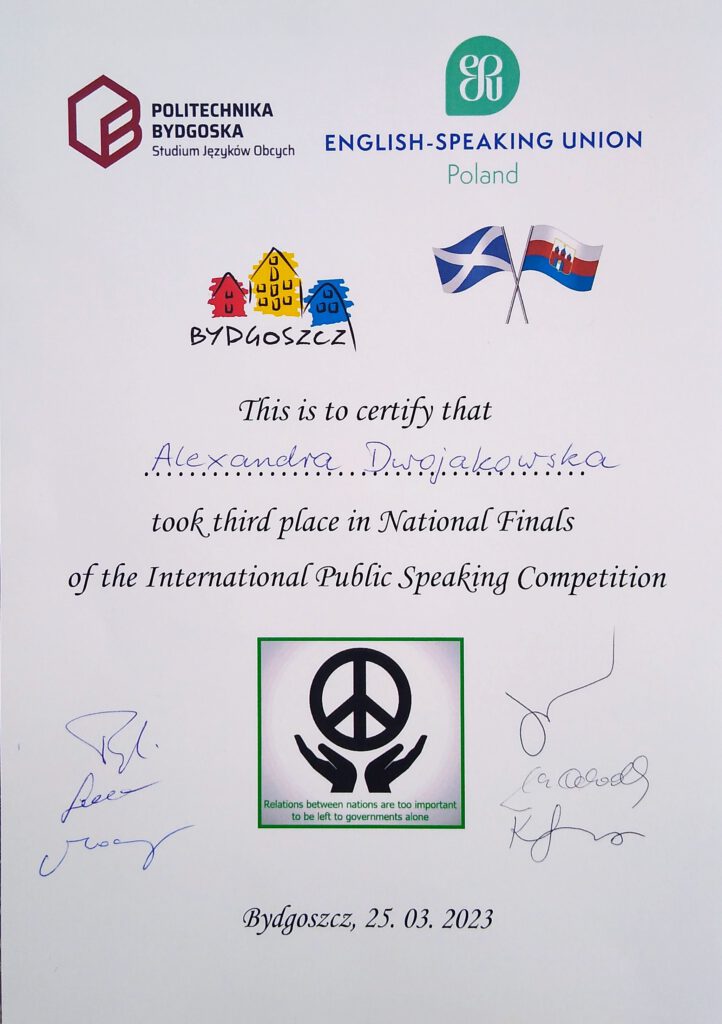 POLITECHNIKA
BYDGOSKA
Studium Języków Obcych
ENGLISH-SPEAKING UNION
Poland
BYDGOSZCZ
This is to certify that
Alexandra Dwojakowska
took third place in National Finals
of the International Public Speaking Competition
Relations between nations are too important
to be left to governments alone
Bydgoszcz, 25. 03. 2023